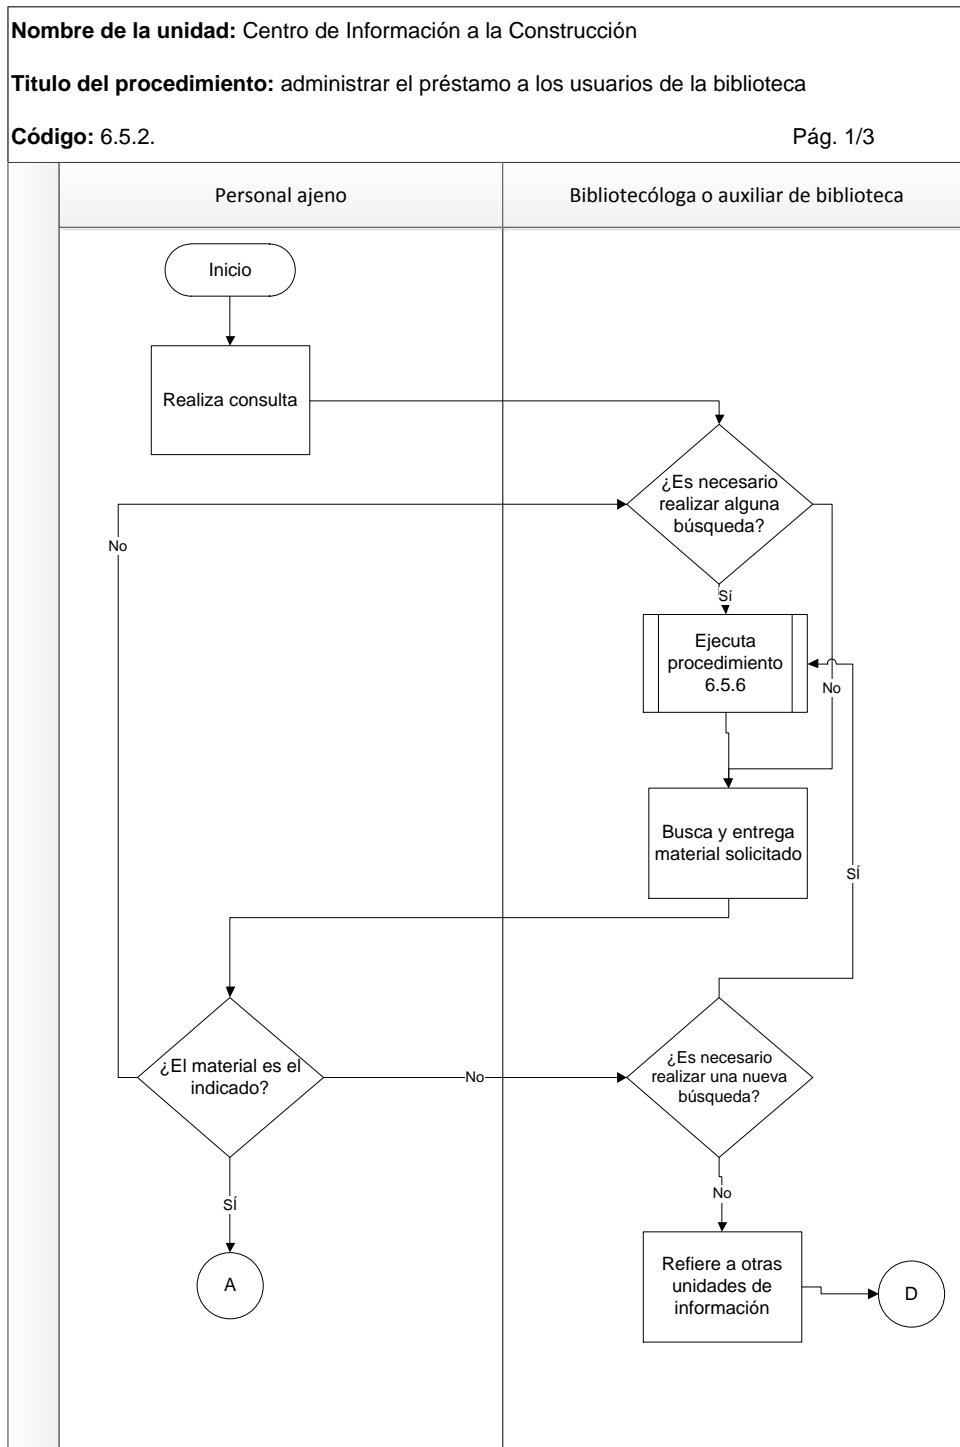 Nombre de la unidad: Centro de Información a la Construcción
Titulo del procedimiento: administrar el préstamo a los usuarios de la biblioteca
Código: 6.5.2. Pág. 1/3
Personal ajeno
Bibliotecóloga o auxiliar de biblioteca
Inicio
Realiza consulta
¿Es necesario
realizar alguna
búsqueda?
No
Sí
Ejecuta
procedimiento
6.5.6
No
Busca y entrega
material solicitado
SÍ
¿El material es el
indicado?
No
¿Es necesario
realizar una nueva
búsqueda?
SÍ
No
A
Refiere a otras
unidades de
información
D